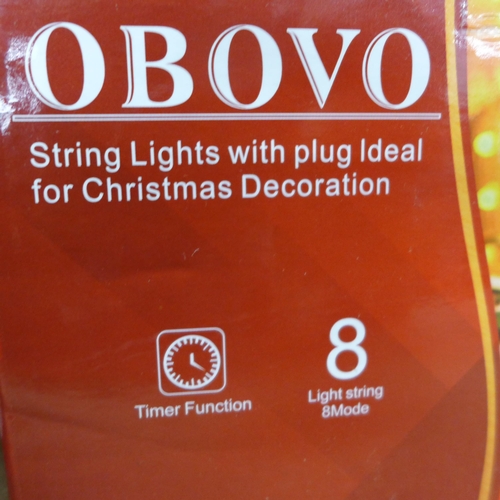 OBOVO
String Lights with plug Ideal
for Christmas Decoration
8
Timer Function
Light string
8Mode